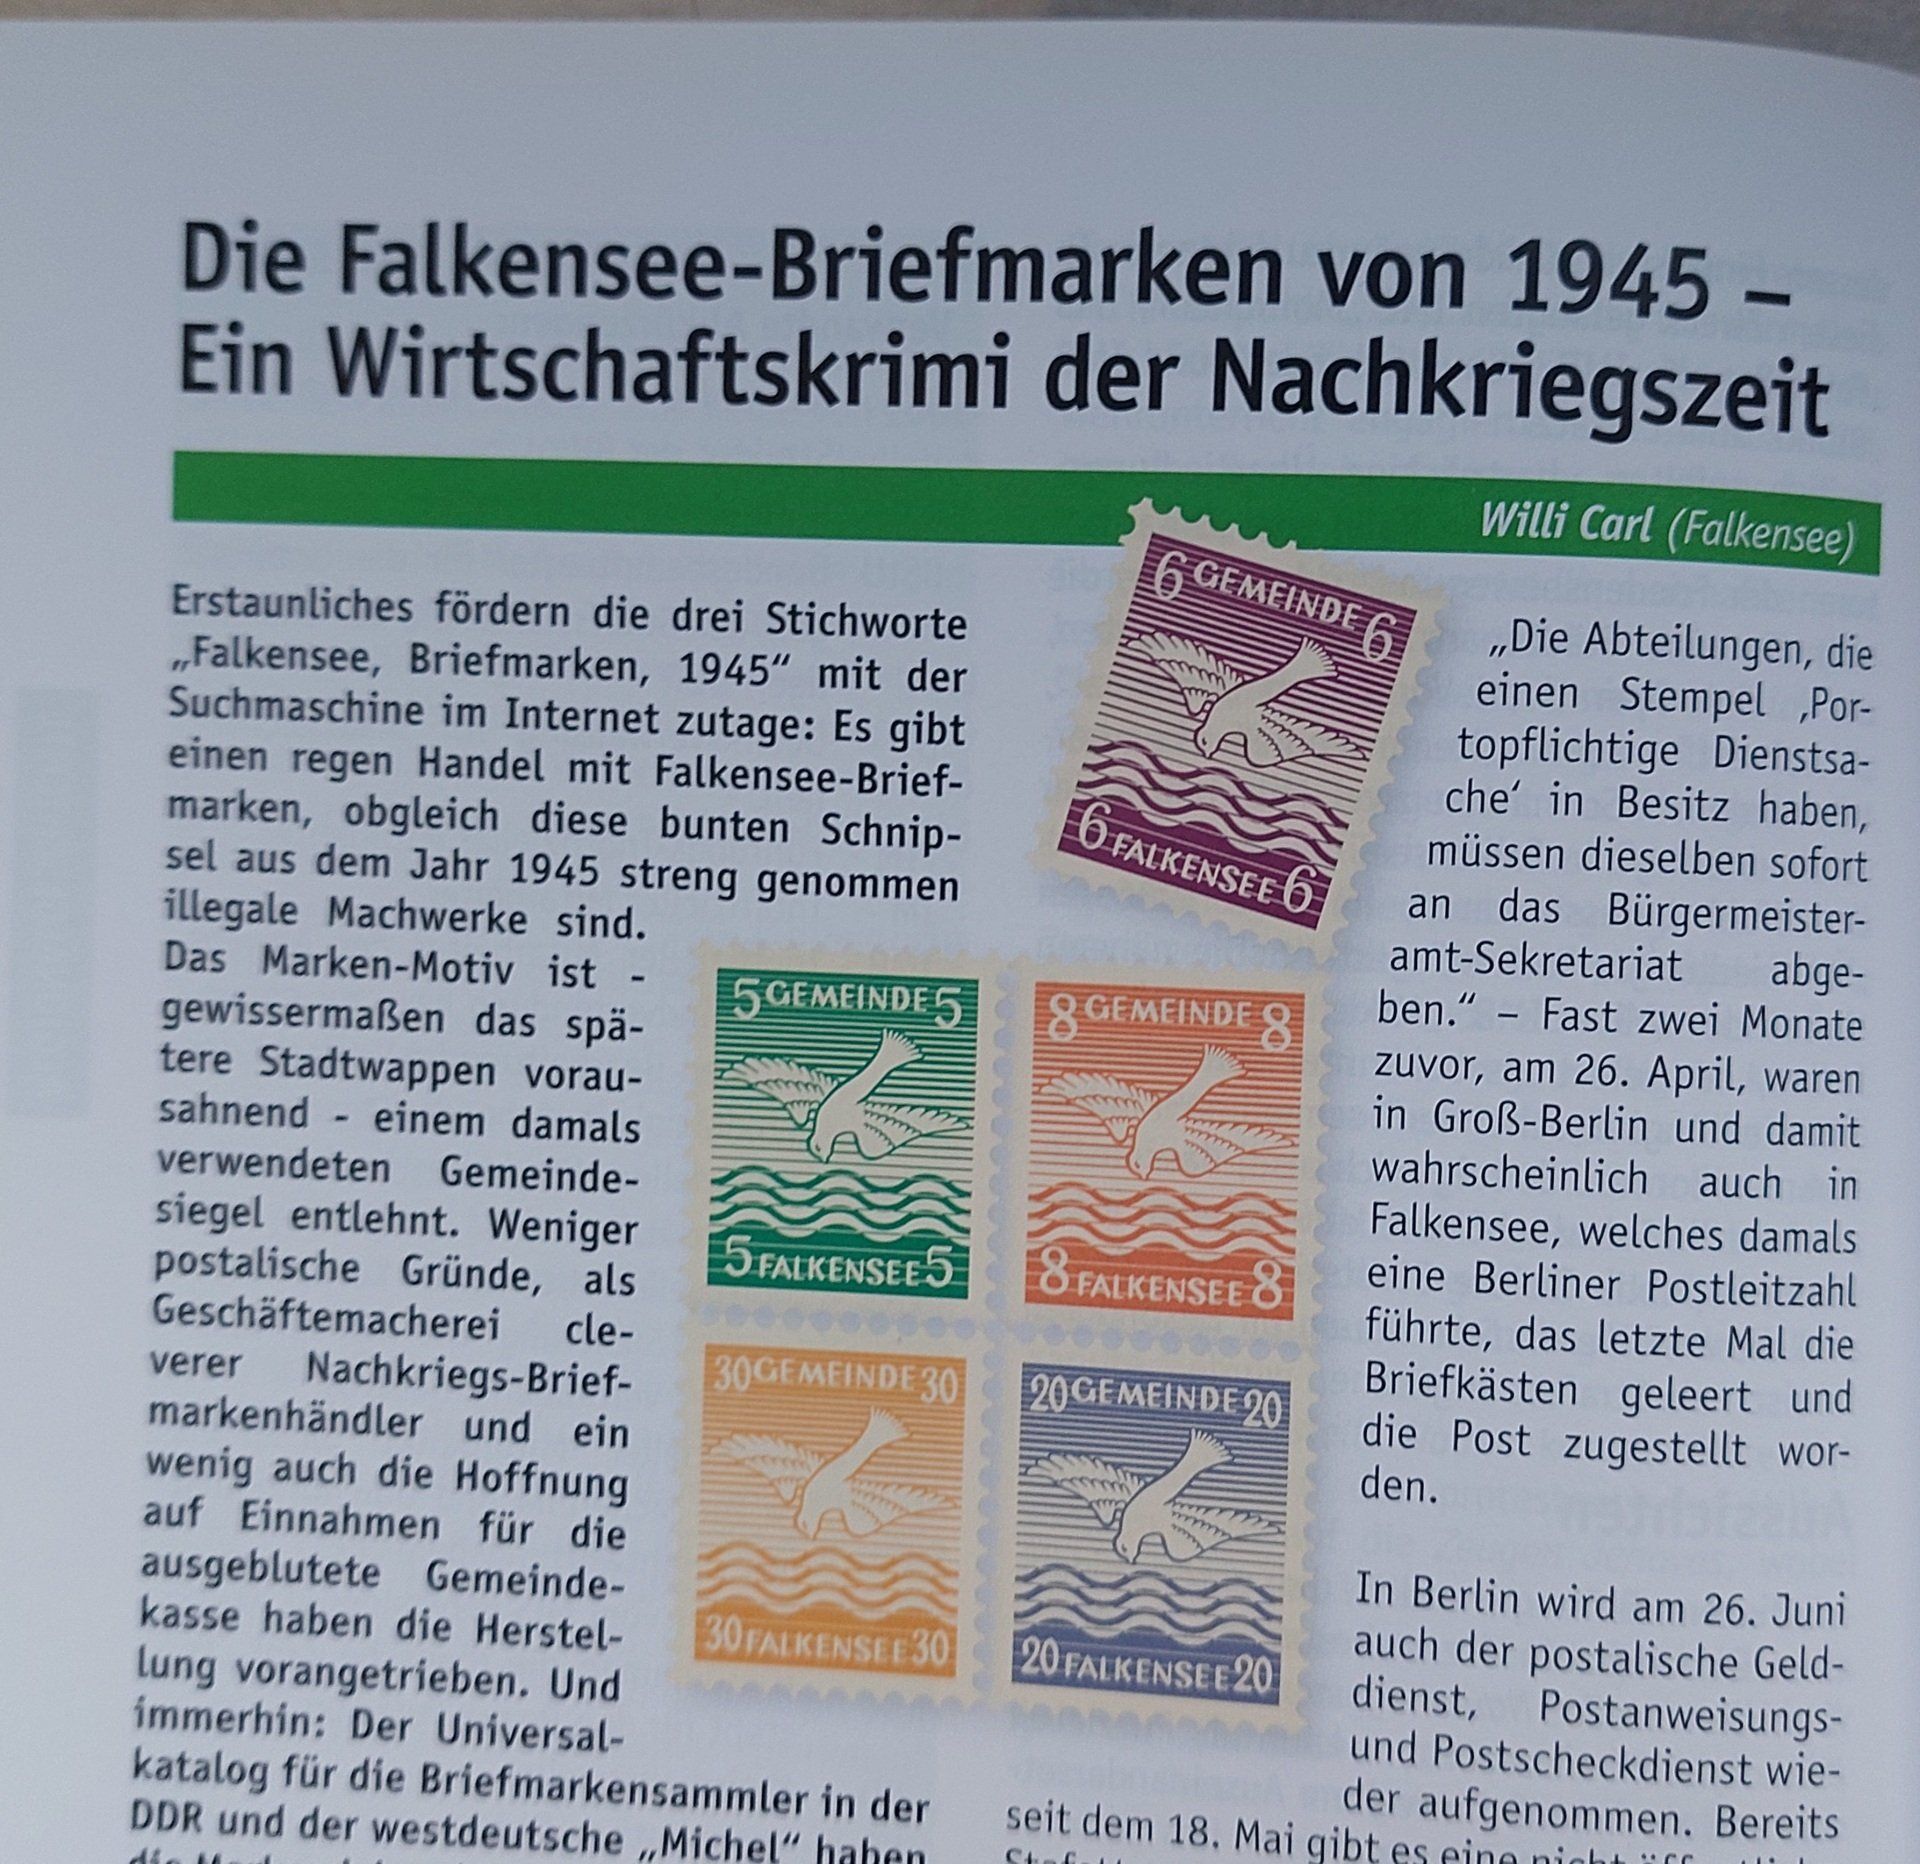 Die Falkensee-Briefmarken von 1945 –
Ein Wirtschaftskrimi der Nachkriegszeit
Willi Carl (Falkensee)
Erstaunliches fördern die drei Stichworte
„Falkensee, Briefmarken, 1945“ mit der
Suchmaschine im Internet zutage: Es gibt
einen regen Handel mit Falkensee-Brief-
marken, obgleich diese bunten Schnip-
sel aus dem Jahr 1945 streng genommen
illegale Machwerke sind.
Das Marken-Motiv ist -
gewissermaßen das spä-
tere Stadtwappen vorau-
sahnend - einem damals
verwendeten Gemeinde-
siegel entlehnt. Weniger
postalische Gründe, als
Geschäftemacherei cle-
verer Nachkriegs-Brief-
markenhändler und ein
wenig auch die Hoffnung
auf Einnahmen für die
ausgeblutete Gemeinde-
kasse haben die Herstel-
lung vorangetrieben. Und
immerhin: Der Universal-
katalog für die Briefmarkensammler in der
DDR und der westdeutsche „Michel“ haben
6 GEMEINDE 6
6 FALKENSEE 6
5 GEMEINDE 5
5 FALKENSEE 5
8 GEMEINDE 8
8 FALKENSEE 8
30 GEMEINDE 30
30 FALKENSEE 30
20 GEMEINDE 20
20 FALKENSEE 20
„Die Abteilungen, die
einen Stempel ‚Por-
topflichtige Dienstsa-
che‘ in Besitz haben,
müssen dieselben sofort
an das Bürgermeister-
amt-Sekretariat abge-
ben.“ – Fast zwei Monate
zuvor, am 26. April, waren
in Groß-Berlin und damit
wahrscheinlich auch in
Falkensee, welches damals
eine Berliner Postleitzahl
führte, das letzte Mal die
Briefkästen geleert und
die Post zugestellt wor-
den.
In Berlin wird am 26. Juni
auch der postalische Geld-
dienst, Postanweisungs-
und Postscheckdienst wie-
der aufgenommen. Bereits
seit dem 18. Mai gibt es eine nicht